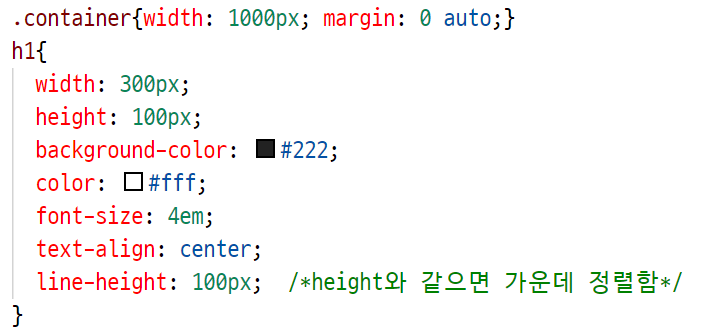 .container{width: 1000px; margin: 0 auto;}
h1{
width: 300px;
height: 100px;
background-color: #222;
color: #fff;
font-size: 4em;
text-align: center;
line-height: 100px;  /*height와 같으면 가운데 정렬함*/
}